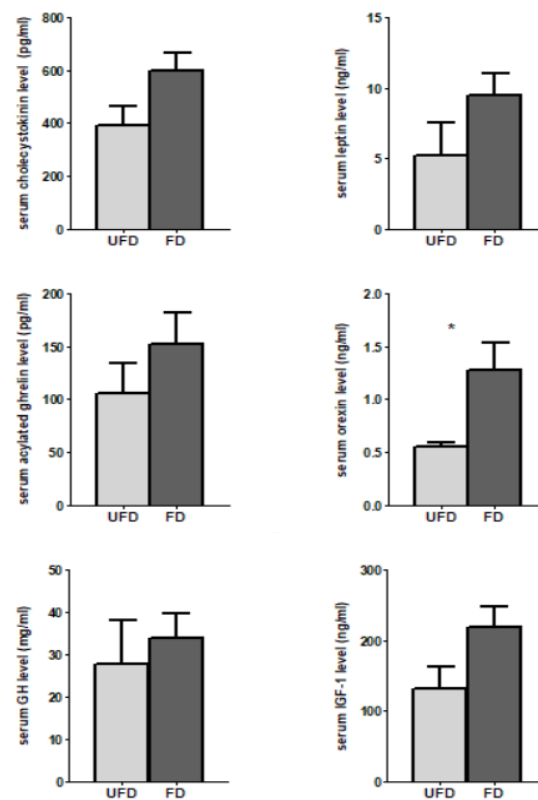 serum cholecystokinin level (pg/ml)
800
600
400
200
0
UFD FD
serum leptin level (ng/ml)
15
10
5
0
UFD FD
serum acylated ghrelin level (pg/ml)
200
150
100
50
0
UFD FD
serum orexin level (ng/ml)
2.0
1.5
1.0
0.5
0.0
*
UFD FD
serum GH level (mg/ml)
50
40
30
20
10
0
UFD FD
serum IGF-1 level (ng/ml)
300
200
100
0
UFD FD